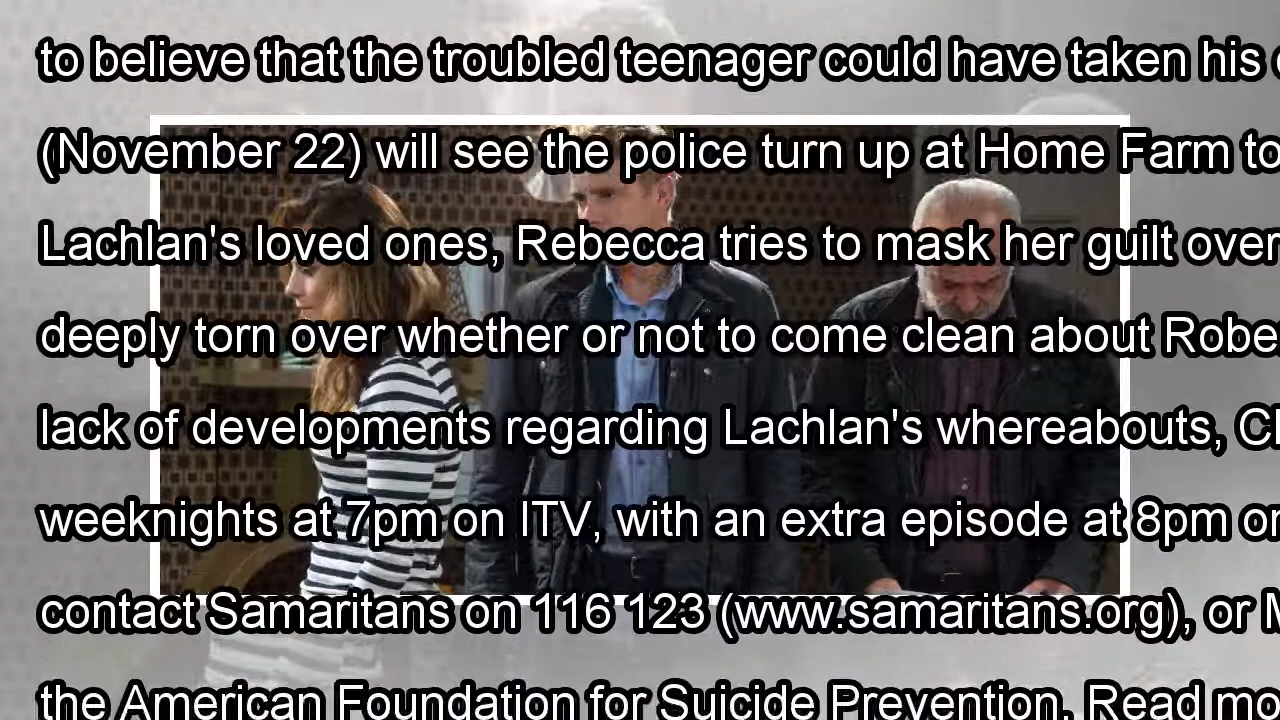 to believe that the troubled teenager could have taken his
(November 22) will see the police turn up at Home Farm to
Lachlan's loved ones, Rebecca tries to mask her guilt over
deeply torn over whether or not to come clean about Robe
lack of developments regarding Lachlan's whereabouts,
weeknights at 7pm on ITV, with an extra episode at 8pm
contact Samaritans on 116 123 (www.samaritans.org), or
the American Foundation for Suicide Prevention. Read